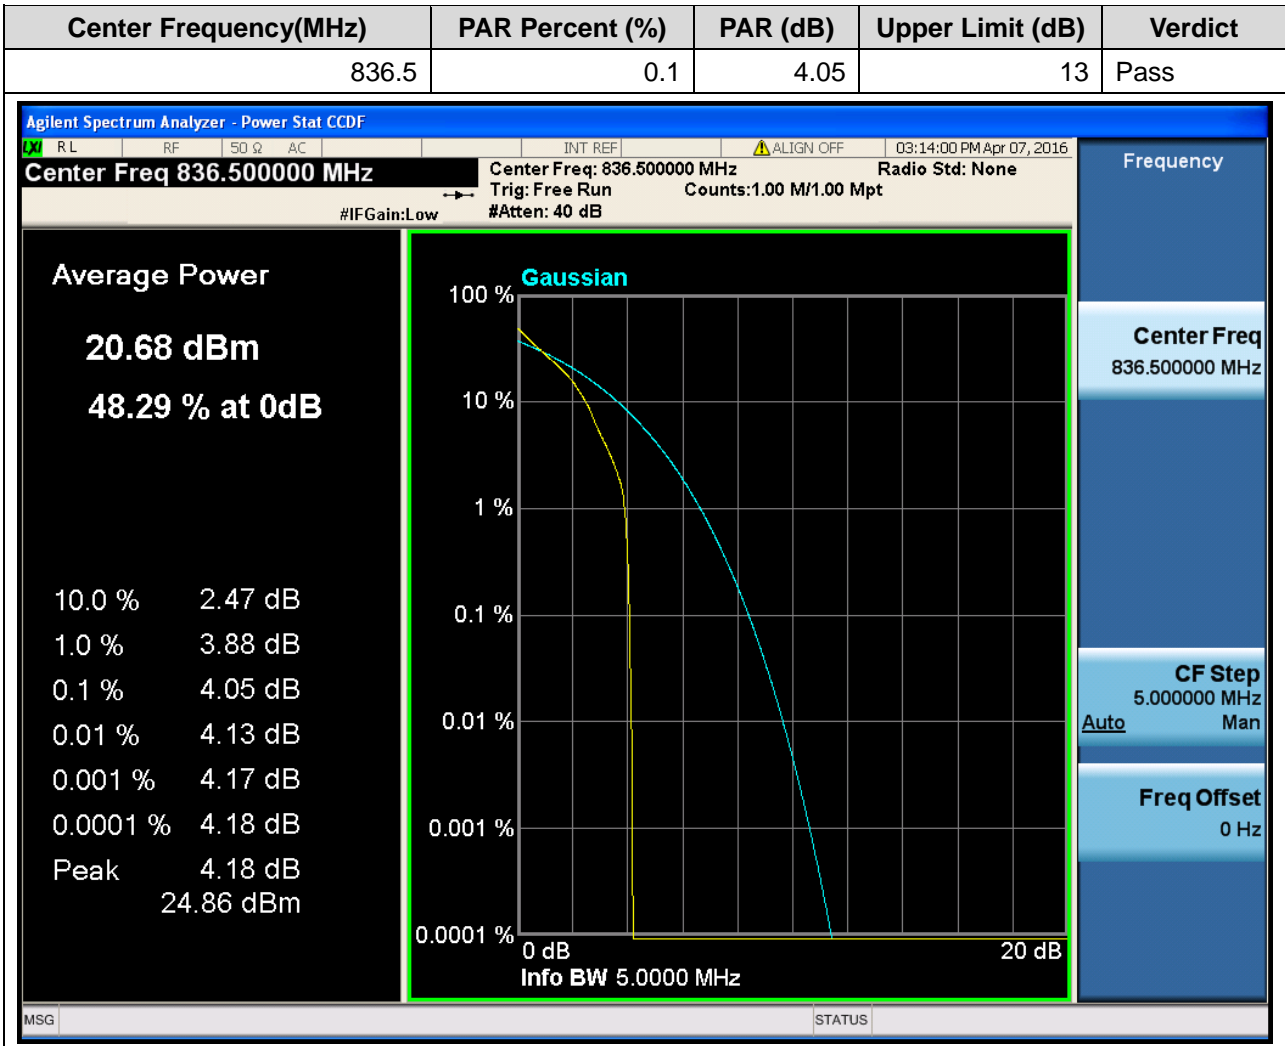 Center Frequency(MHz) PAR Percent (%) PAR (dB) Upper Limit (dB) Verdict
836.5 0.1 4.05 13 Pass
Agilent Spectrum Analyzer - Power Stat CCDF
LXI RL RF 50 Ω AC INT REF ALIGN OFF 03:14:00 PM Apr 07, 2016
Center Freq 836.500000 MHz
Center Freq: 836.500000 MHz Radio Std: None
Trig: Free Run Counts:1.00 M/1.00 Mpt
#IFGain:Low #Atten: 40 dB
Frequency
Average Power
20.68 dBm
48.29 % at 0dB
10.0 % 2.47 dB
1.0 % 3.88 dB
0.1 % 4.05 dB
0.01 % 4.13 dB
0.001 % 4.17 dB
0.0001 % 4.18 dB
Peak 4.18 dB
24.86 dBm
Gaussian
100 %
10 %
1 %
0.1 %
0.01 %
0.001 %
0.0001 %
0 dB 20 dB
Info BW 5.0000 MHz
Center Freq
836.500000 MHz
CF Step
5.000000 MHz
Auto Man
Freq Offset
0 Hz
MSG STATUS